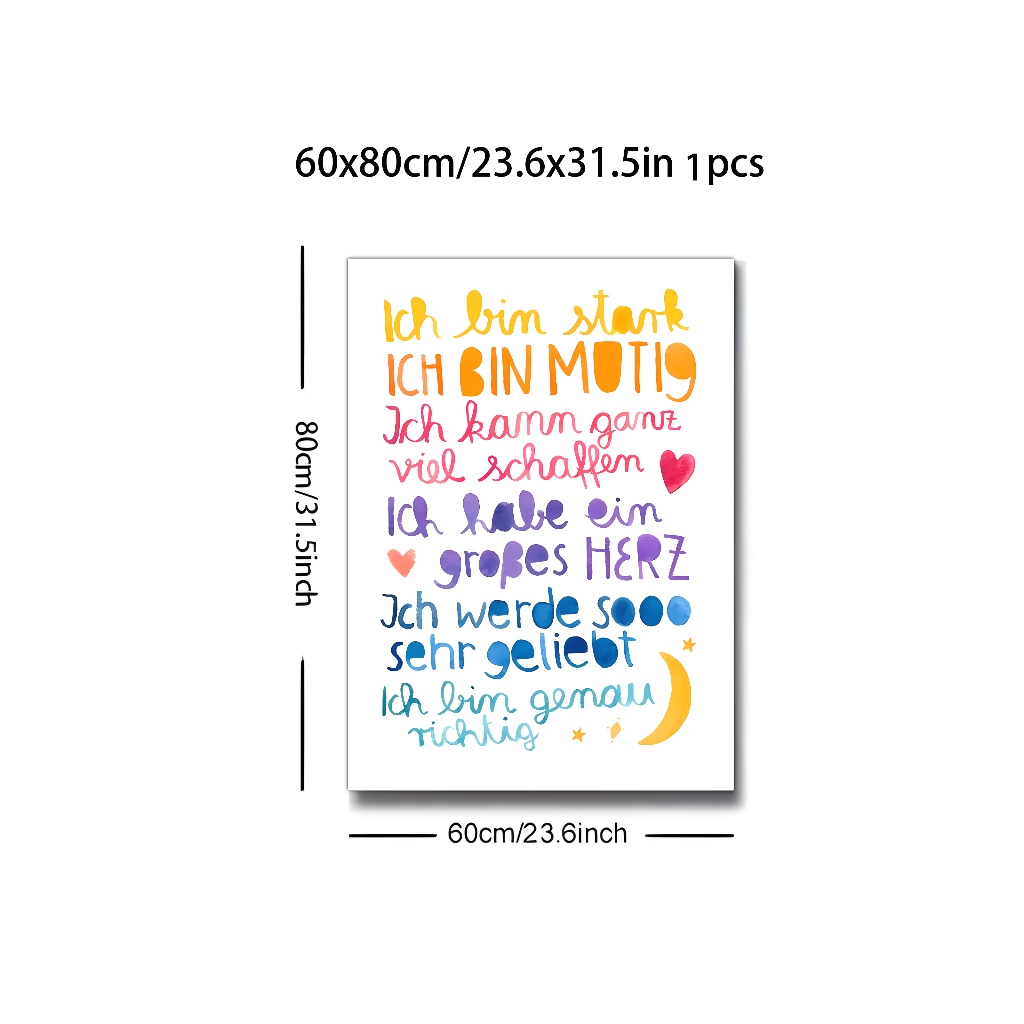 60x80cm/23.6x31.5in 1pcs
80cm/31.5inch
Ich bin stark
ICH BIN MUTIg
Ich kann ganz
viel schaffen
Ich habe ein
großes HERZ
Ich werde sooo
sehr geliebt
Ich bin genau
richtig
60cm/23.6inch